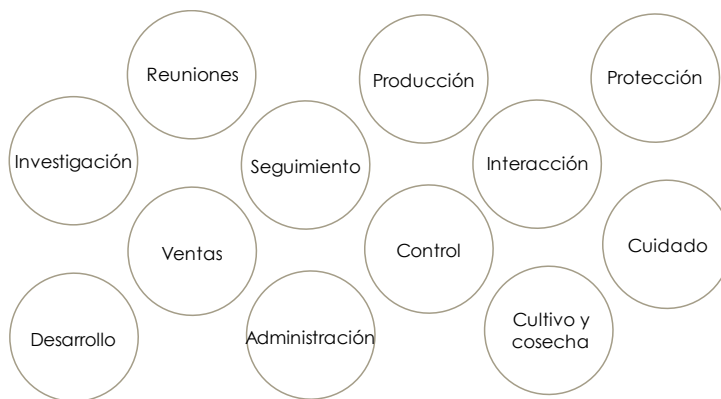 Reuniones
Producción
Protección
Investigación
Seguimiento
Interacción
Ventas
Control
Cuidado
Desarrollo
Administración
Cultivo y
cosecha